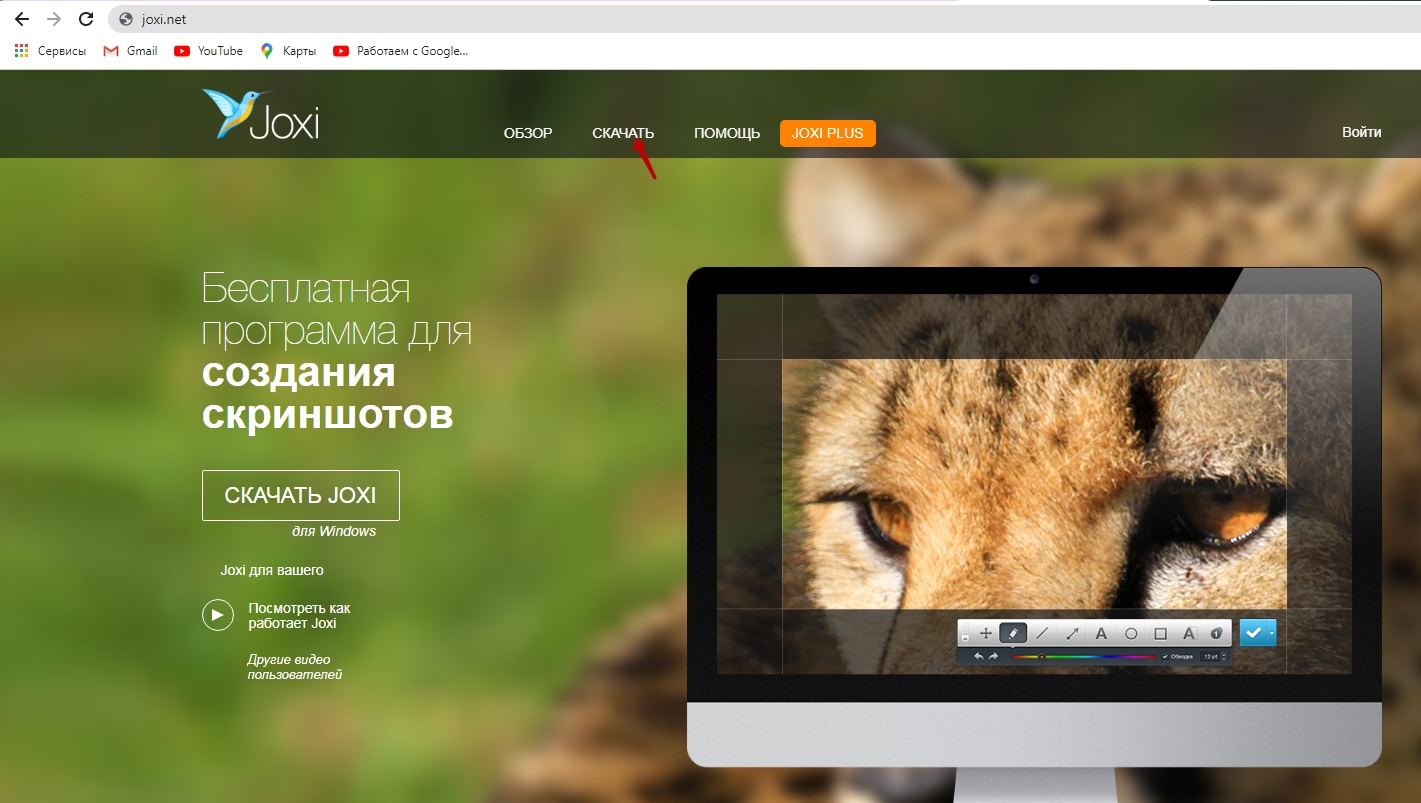 joxi.net
Сервисы Gmail YouTube Карты Работаем с Google...
Joxi
ОБЗОР СКАЧАТЬ ПОМОЩЬ JOXI PLUS Войти
Бесплатная
программа для
создания
скриншотов
СКАЧАТЬ JOXI
для Windows
Joxi для вашего
Посмотреть как
работает Joxi
Другие видео
пользователей
A A 1
Обводка 12 pt